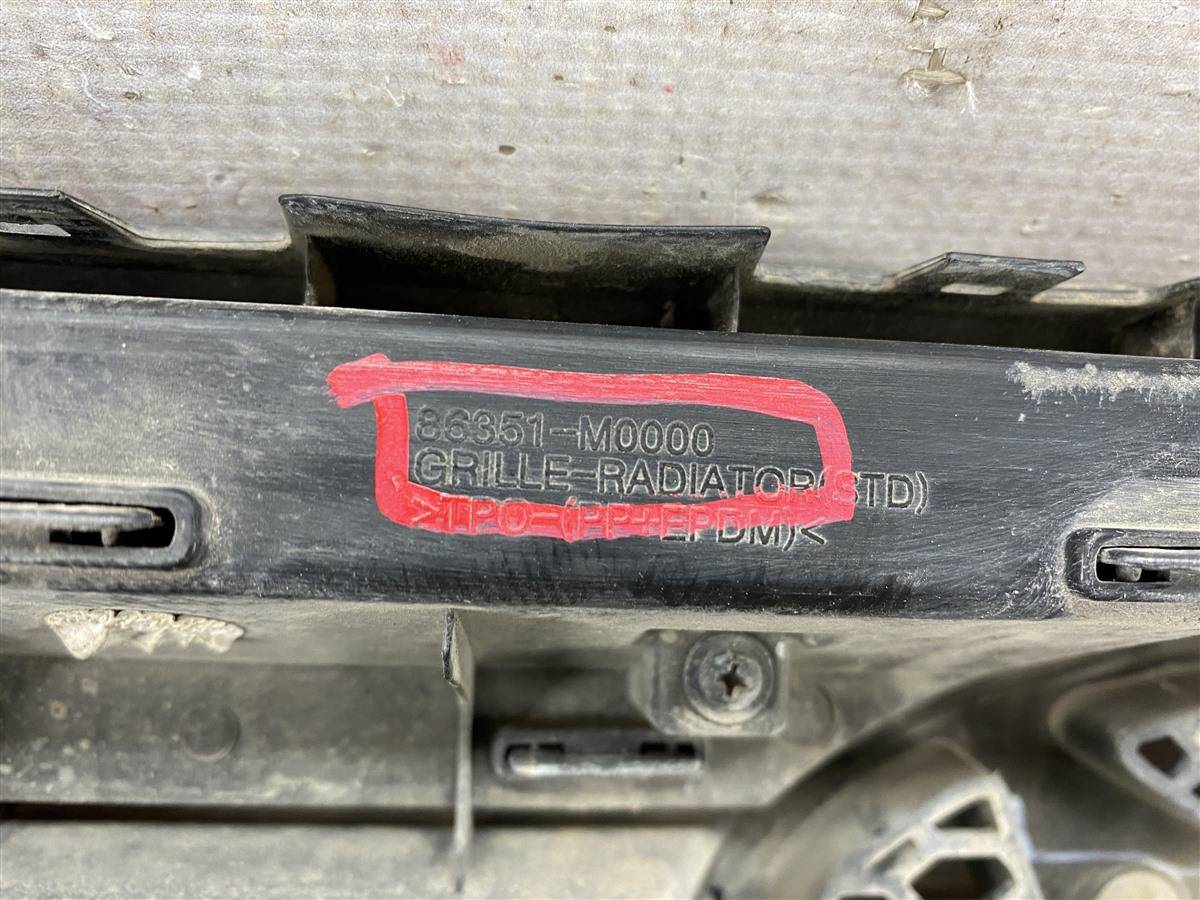 86351-M0000
GRILLE-RADIATOR(STD)
>TPO-(PP+EPDM)<